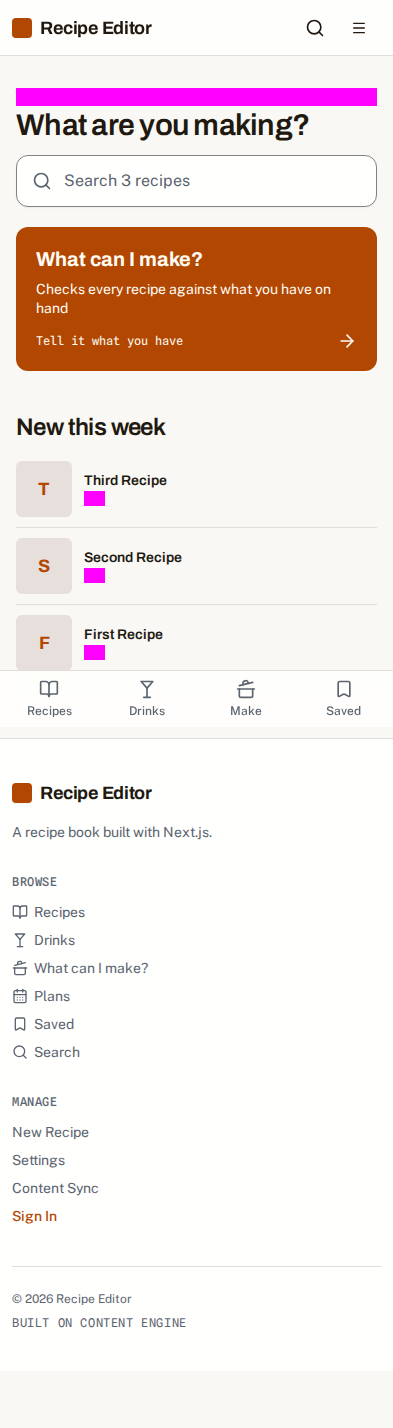 Recipe Editor
What are you making?
Search 3 recipes
What can I make?
Checks every recipe against what you have on
hand
Tell it what you have
New this week
T
Third Recipe
S
Second Recipe
F
First Recipe
Recipes
Drinks
Make
Saved
Recipe Editor
A recipe book built with Next.js.
BROWSE
Recipes
Drinks
What can I make?
Plans
Saved
Search
MANAGE
New Recipe
Settings
Content Sync
Sign In
© 2026 Recipe Editor
BUILT ON CONTENT ENGINE